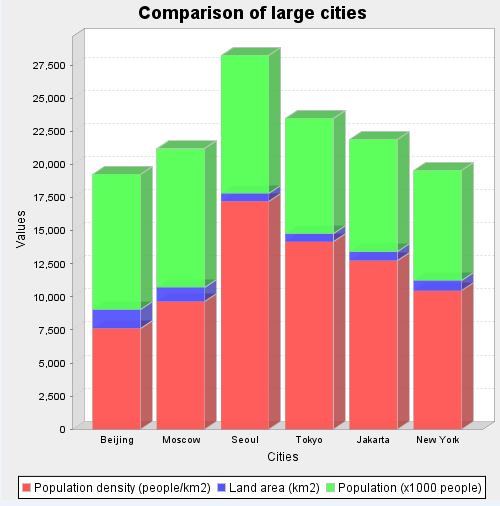 Comparison of large cities
27,500
25,000
22,500
20,000
17,500
15,000
12,500
10,000
7,500
5,000
2,500
0
Values
Beijing Moscow Seoul Tokyo Jakarta New York
Cities
Population density (people/km2) Land area (km2) Population (x1000 people)